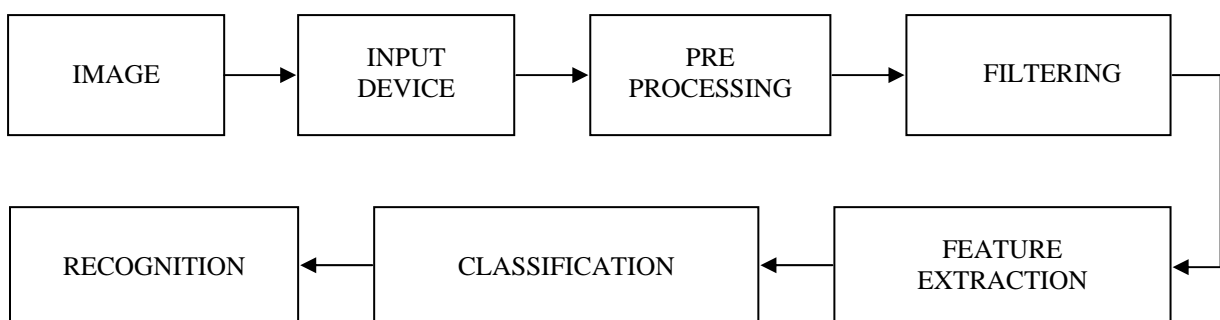 IMAGE
INPUT
DEVICE
PRE
PROCESSING
FILTERING
RECOGNITION
CLASSIFICATION
FEATURE
EXTRACTION